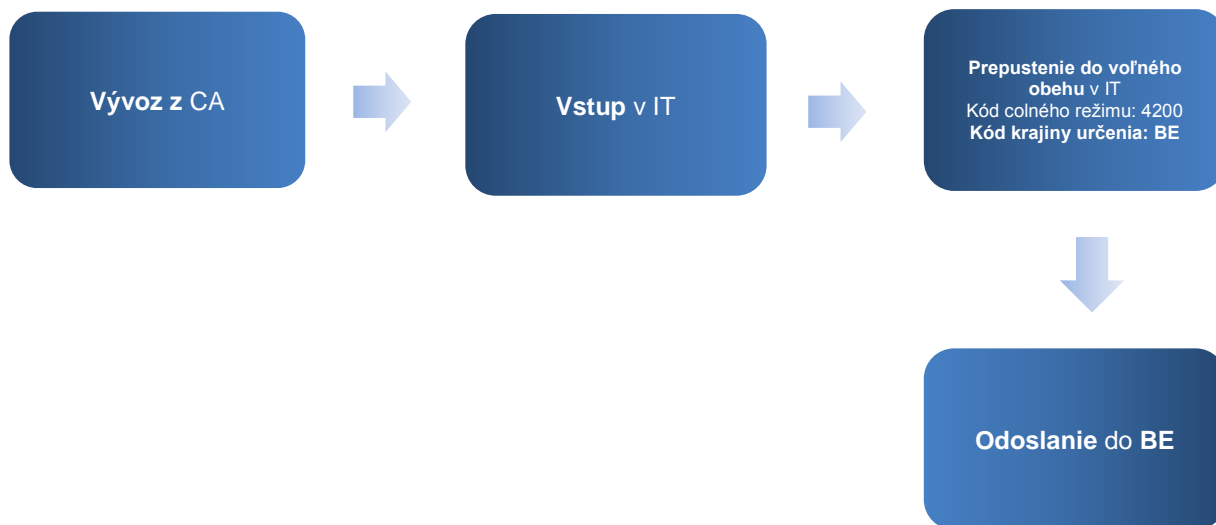 Vývoz z CA
Vstup v IT
Prepustenie do voľného
obehu v IT
Kód colného režimu: 4200
Kód krajiny určenia: BE
Odoslanie do BE